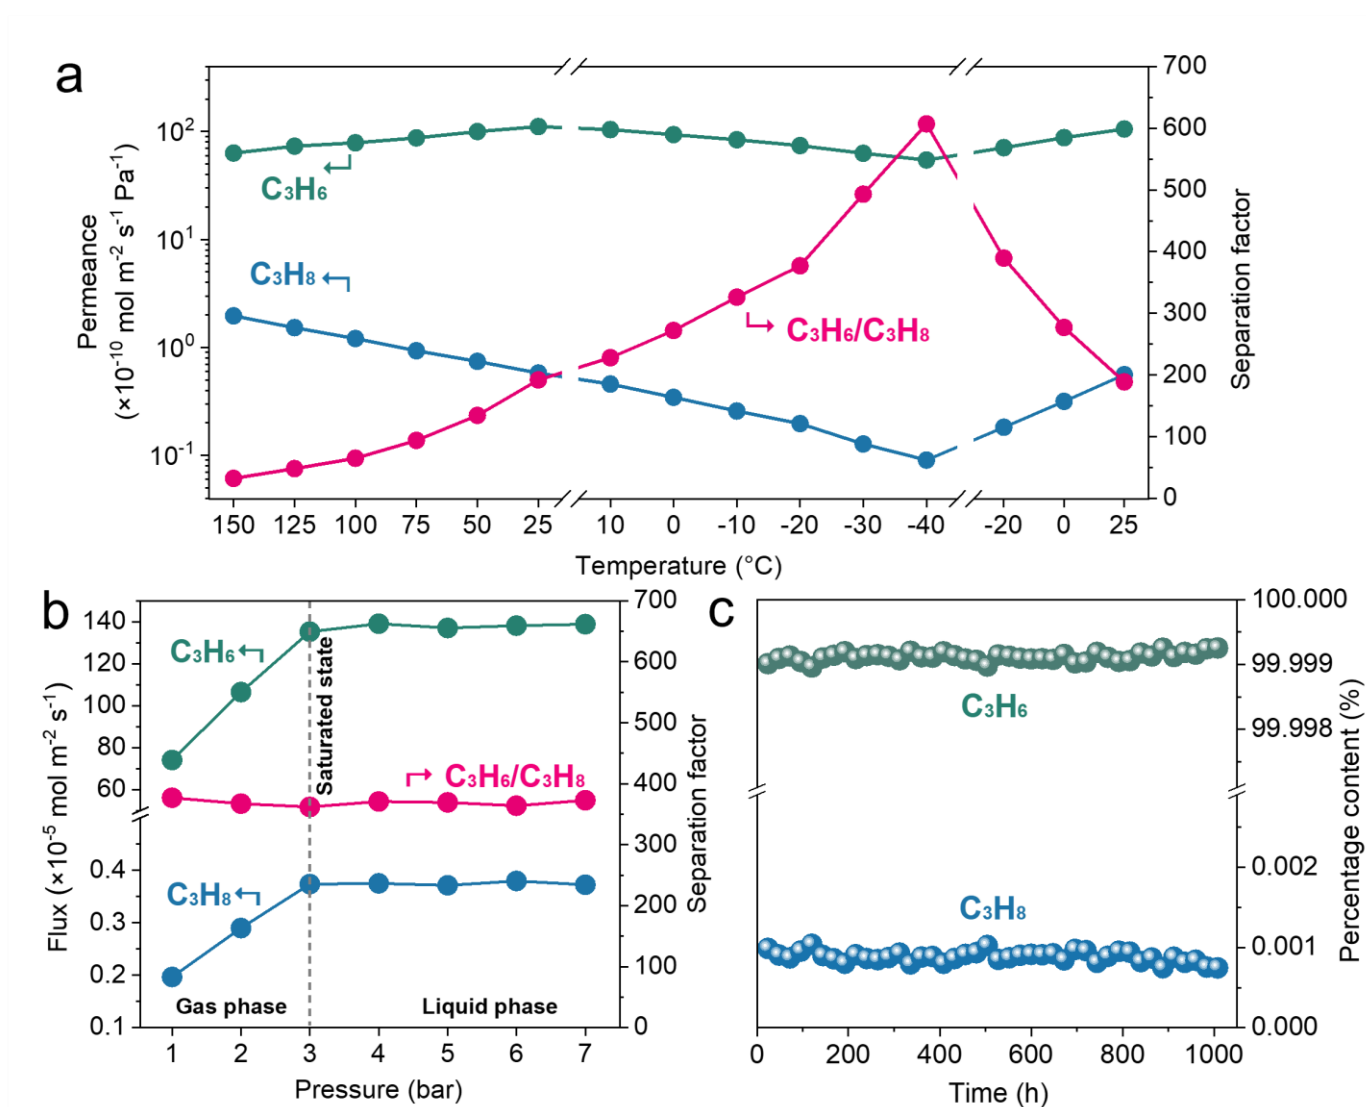 a
700
600
500
400
300
200
100
0
Separation factor
10²
10¹
10⁰
10⁻¹
Permeance
(×10⁻¹⁰ mol m⁻² s⁻¹ Pa⁻¹)
C₃H₆
C₃H₈
C₃H₆/C₃H₈
150 125 100 75 50 25 10 0 -10 -20 -30 -40 -20 0 25
Temperature (°C)
b
140
120
100
80
60
0.4
0.3
0.2
0.1
Flux (×10⁻⁵ mol m⁻² s⁻¹)
C₃H₆
Saturated state
C₃H₆/C₃H₈
C₃H₈
Gas phase
Liquid phase
700
600
500
400
300
200
100
0
Separation factor
1 2 3 4 5 6 7
Pressure (bar)
c
100.000
99.999
99.998
0.002
0.001
0.000
Percentage content (%)
C₃H₆
C₃H₈
0 200 400 600 800 1000
Time (h)